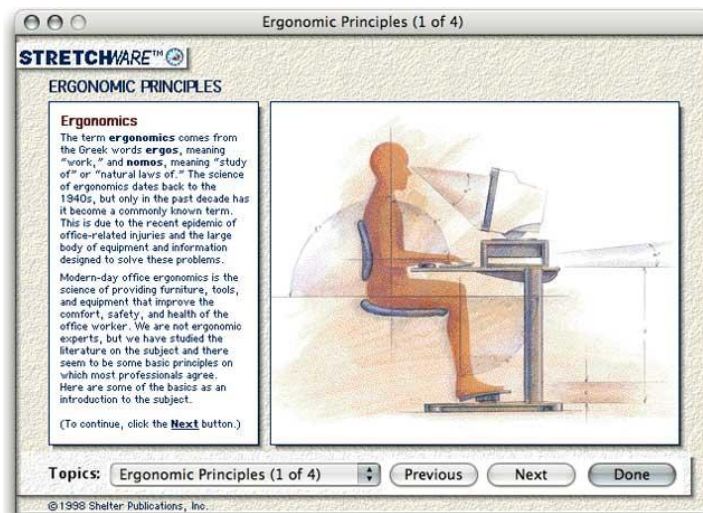 Ergonomic Principles (1 of 4)
STRETCHWARE™
ERGONOMIC PRINCIPLES
Ergonomics
The term ergonomics comes from
the Greek words ergos, meaning
"work," and nomos, meaning "study
of" or "natural laws of." The science
of ergonomics dates back to the
1940s, but only in the past decade has
it become a commonly known term.
This is due to the recent epidemic of
office-related injuries and the large
body of equipment and information
designed to solve these problems.
Modern-day office ergonomics is the
science of providing furniture, tools,
and equipment that improve the
comfort, safety, and health of the
office worker. We are not ergonomic
experts, but we have studied the
literature on the subject and there
seem to be some basic principles on
which most professionals agree.
Here are some of the basics as an
introduction to the subject.
(To continue, click the Next button.)
Topics: Ergonomic Principles (1 of 4) Previous Next Done
©1998 Shelter Publications, Inc.